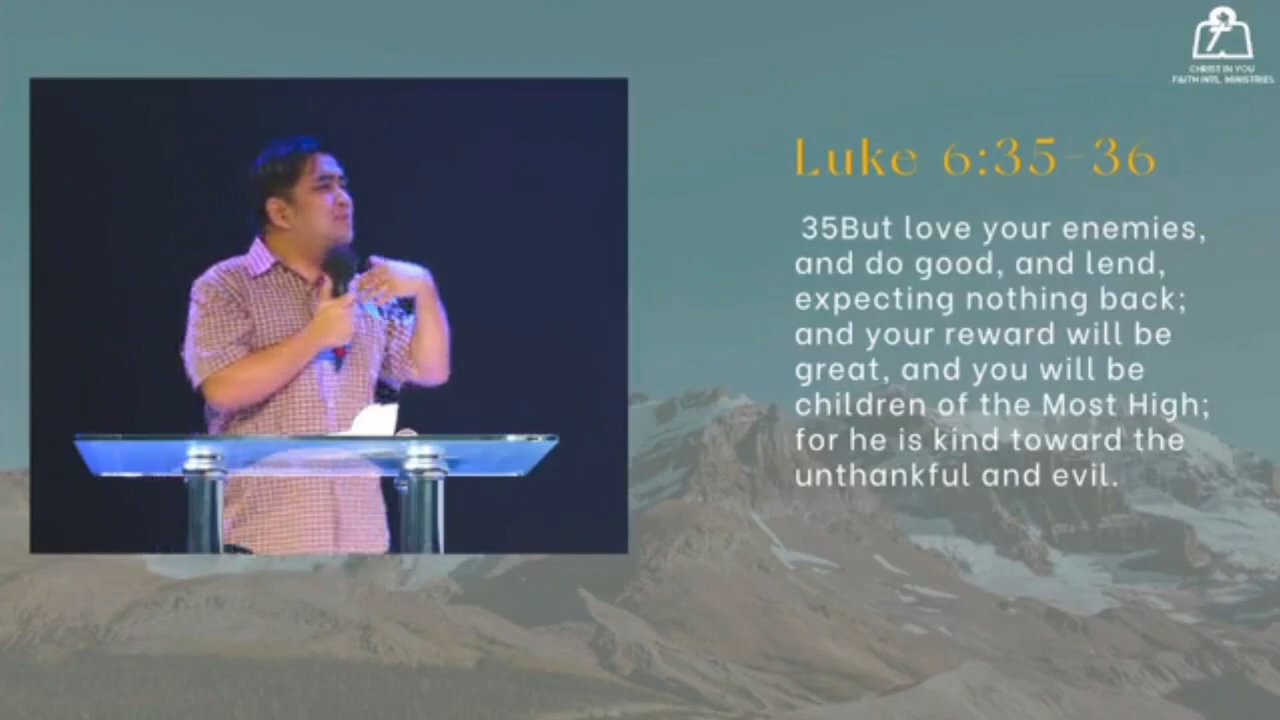 CHRIST IN YOU
FAITH INTL. MINISTRIES
Luke 6:35-36
35But love your enemies,
and do good, and lend,
expecting nothing back;
and your reward will be
great, and you will be
children of the Most High;
for he is kind toward the
unthankful and evil.